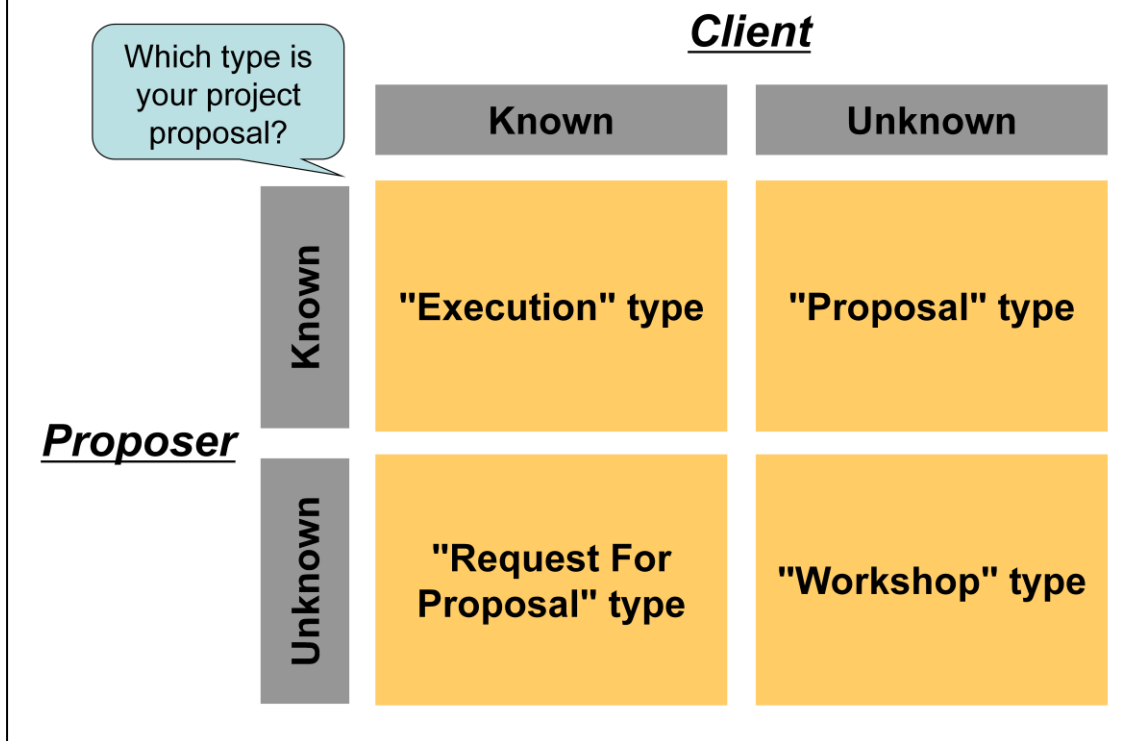 Client
Which type is
your project
proposal?
Known
Unknown
Known
"Execution" type
"Proposal" type
Proposer
Unknown
"Request For
Proposal" type
"Workshop" type